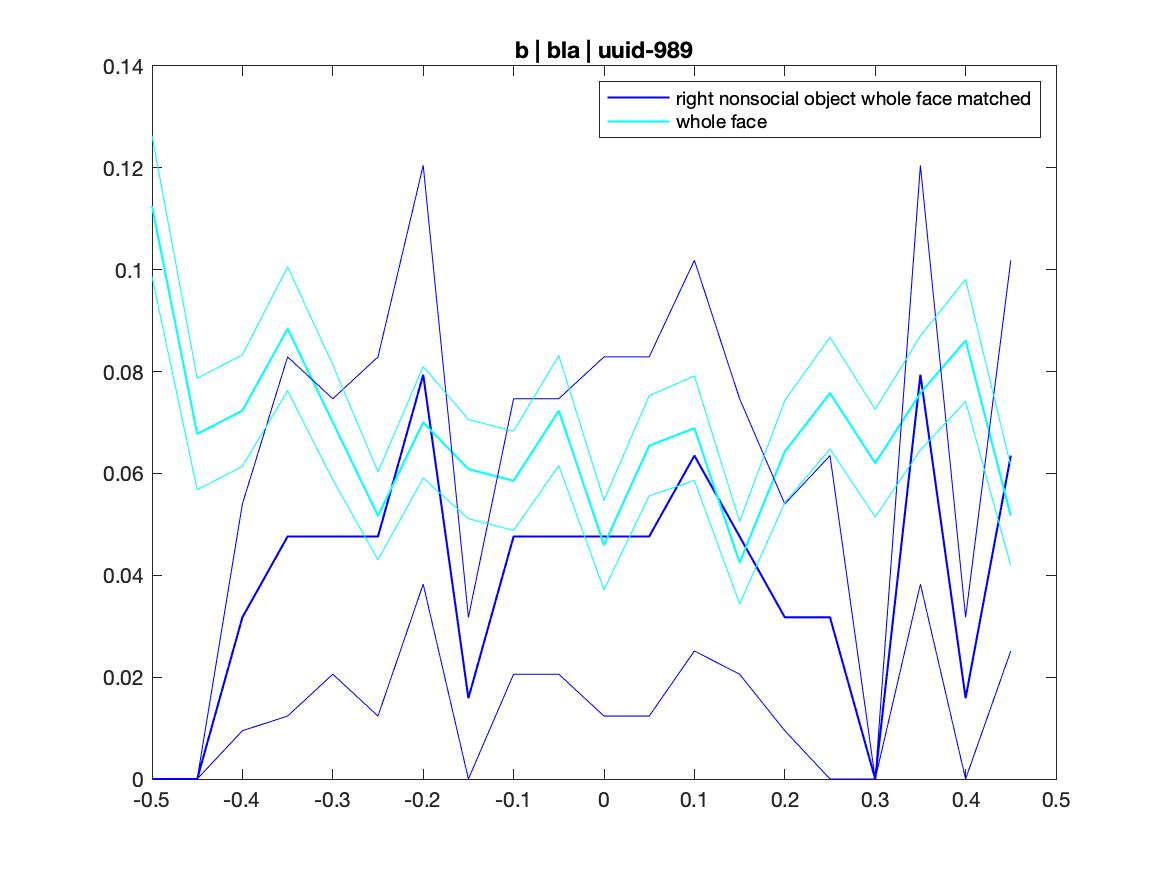 b | bla | uuid-989
right nonsocial object whole face matched
whole face
0.14
0.12
0.1
0.08
0.06
0.04
0.02
0
-0.5 -0.4 -0.3 -0.2 -0.1 0 0.1 0.2 0.3 0.4 0.5